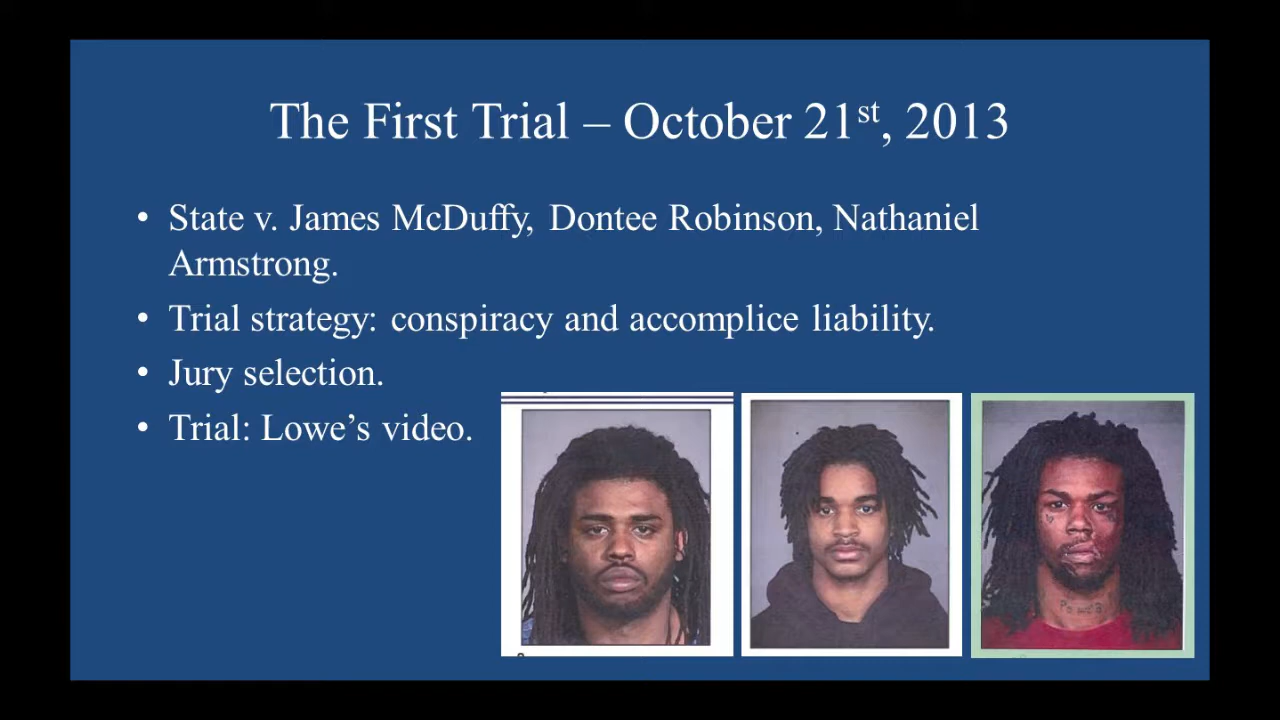 The First Trial – October 21st, 2013
• State v. James McDuffy, Dontee Robinson, Nathaniel
Armstrong.
• Trial strategy: conspiracy and accomplice liability.
• Jury selection.
• Trial: Lowe’s video.